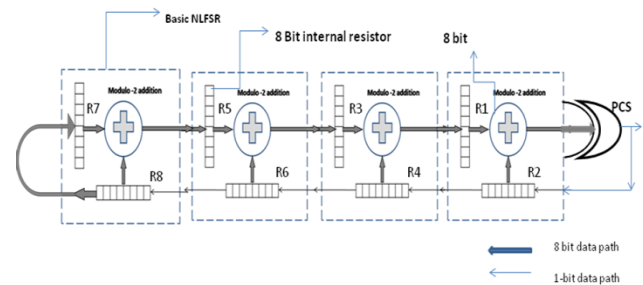 Basic NLFSR
8 Bit internal resistor
8 bit
Modulo -2 addition
Modulo -2 addition
Modulo -2 addition
Modulo -2 addition
R7
R5
R3
R1
PCS
R8
R6
R4
R2
8 bit data path
1-bit data path